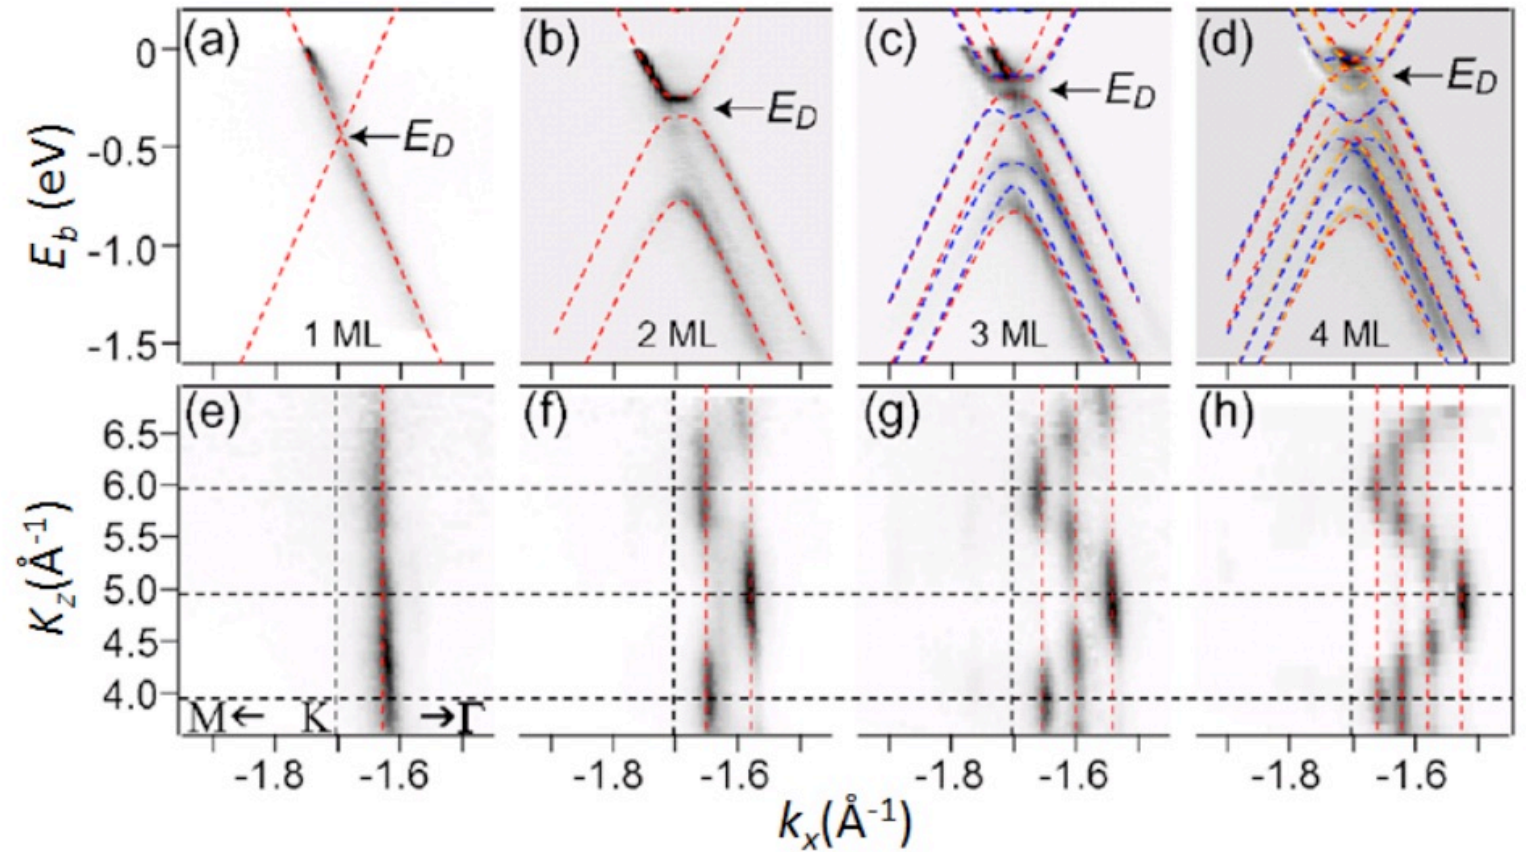 (a) (b) (c) (d)
0
-0.5
-1.0
-1.5
E_b (eV)
E_D E_D E_D E_D
1 ML 2 ML 3 ML 4 ML
(e) (f) (g) (h)
6.5
6.0
5.5
5.0
4.5
4.0
K_z(Å⁻¹)
M← K →Γ
-1.8 -1.6 -1.8 -1.6 -1.8 -1.6 -1.8 -1.6
k_x(Å⁻¹)